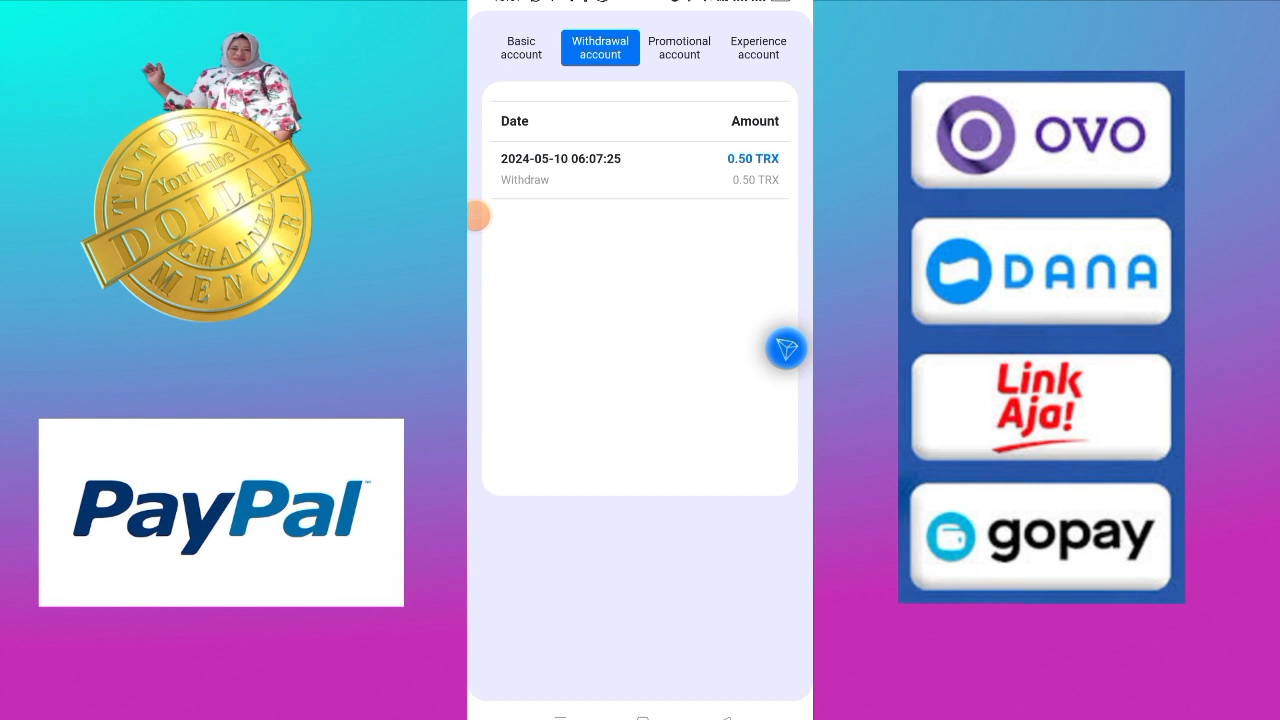 TUTORIAL
YouTube
DOLLAR
CHANNEL
MENCARI
PayPal
TM
Basic account
Withdrawal account
Promotional account
Experience account
Date Amount
2024-05-10 06:07:25 0.50 TRX
Withdraw 0.50 TRX
OVO
DANA
Link
Aja!
gopay